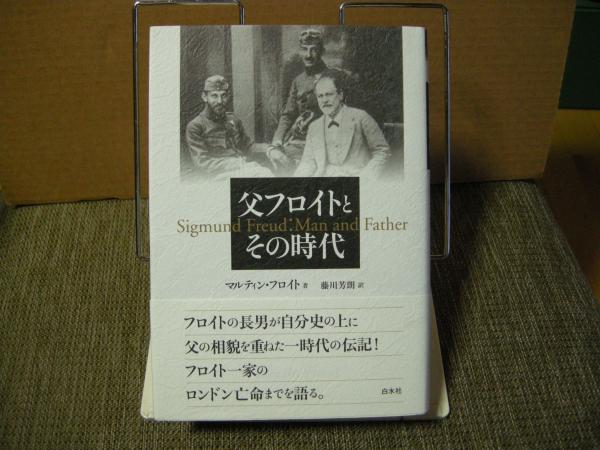 父フロイトと
Sigmund Freud: Man and Father
その時代
マルティン・フロイト 著　藤川芳朗 訳
フロイトの長男が自分史の上に
父の相貌を重ねた一時代の伝記!
フロイト一家の
ロンドン亡命までを語る。
白水社